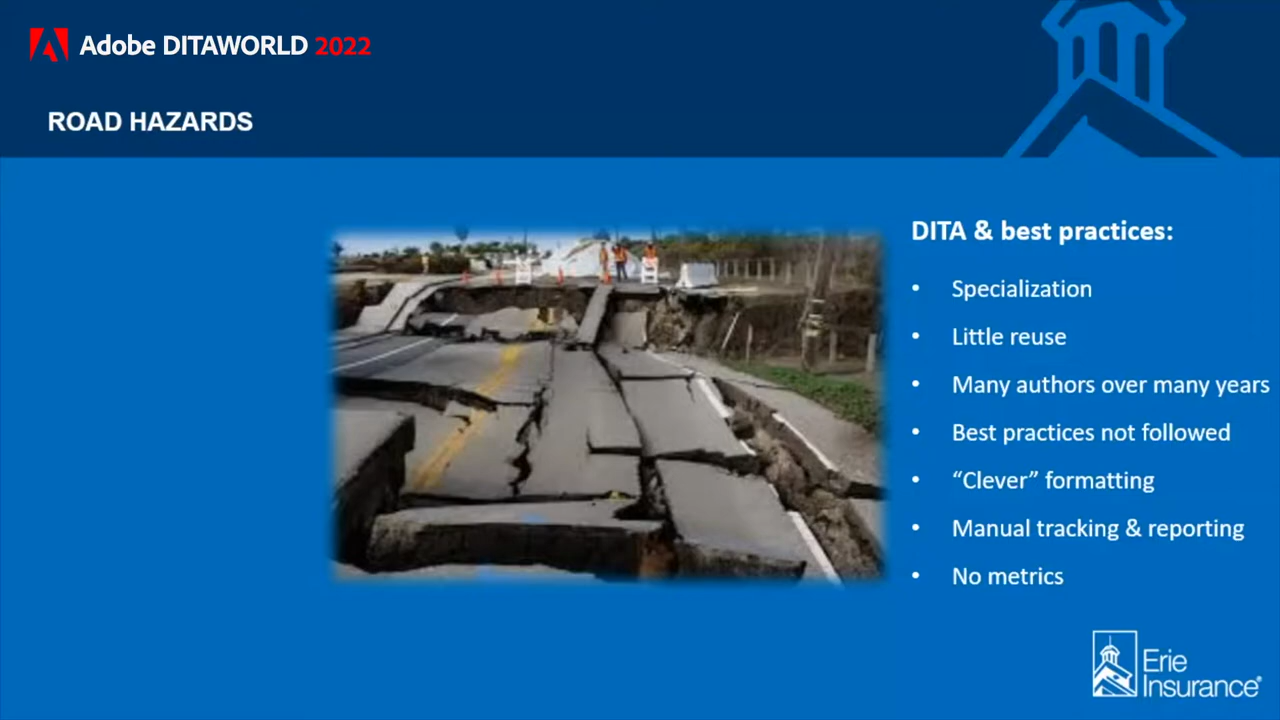 Adobe DITAWORLD 2022
ROAD HAZARDS
DITA & best practices:
• Specialization
• Little reuse
• Many authors over many years
• Best practices not followed
• “Clever” formatting
• Manual tracking & reporting
• No metrics
Erie
Insurance®